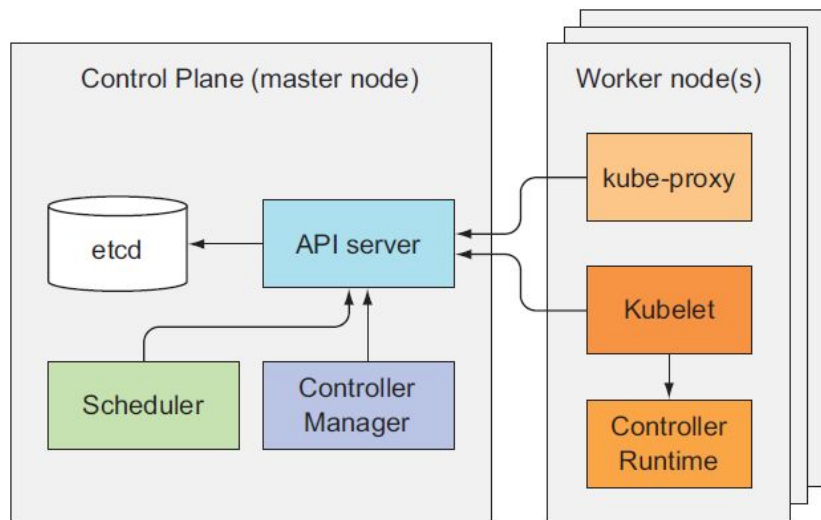 Control Plane (master node)
Worker node(s)
kube-proxy
etcd
API server
Kubelet
Scheduler
Controller
Manager
Controller
Runtime